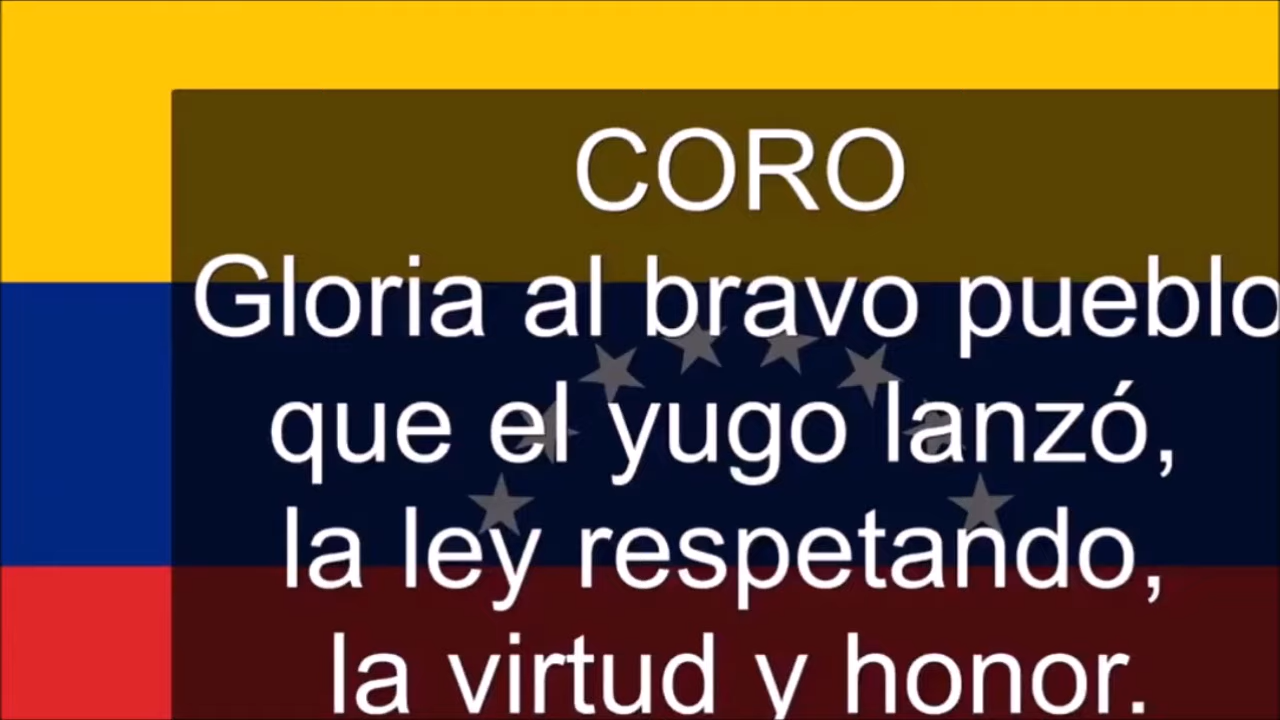 CORO
Gloria al bravo pueblo
que el yugo lanzó,
la ley respetando,
la virtud y honor.